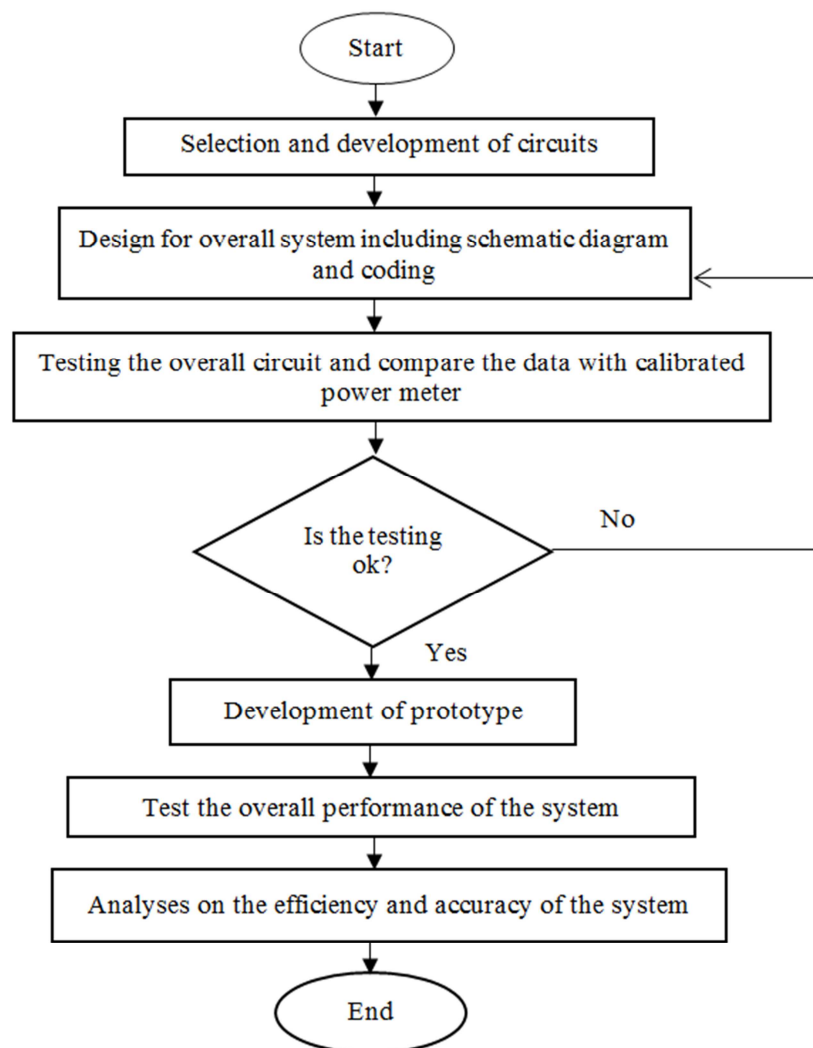 Start
Selection and development of circuits
Design for overall system including schematic diagram
and coding
Testing the overall circuit and compare the data with calibrated
power meter
Is the testing
ok?
No
Yes
Development of prototype
Test the overall performance of the system
Analyses on the efficiency and accuracy of the system
End